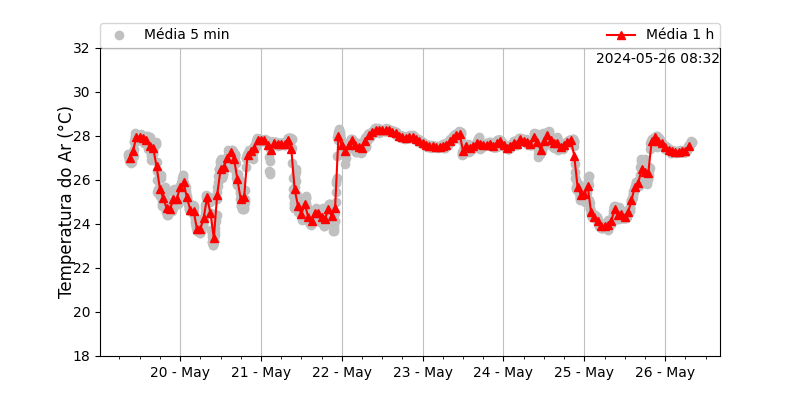 Média 5 min
Média 1 h
2024-05-26 08:32
Temperatura do Ar (°C)
32
30
28
26
24
22
20
18
20 - May
21 - May
22 - May
23 - May
24 - May
25 - May
26 - May